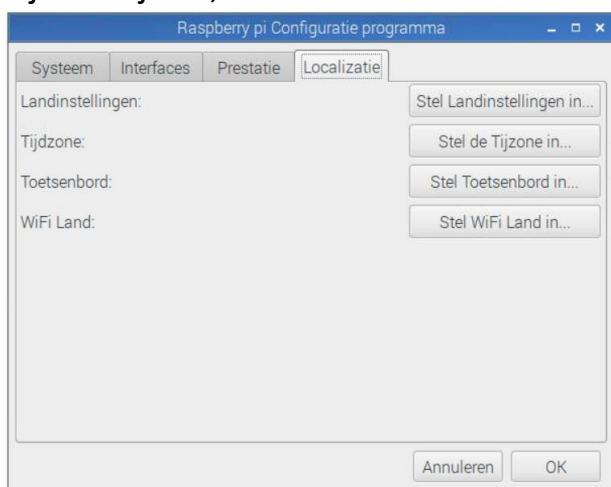 Raspberry pi Configuratie programma
Systeem Interfaces Prestatie Localizatie
Landinstellingen: Stel Landinstellingen in...
Tijdzone: Stel de Tijzone in...
Toetsenbord: Stel Toetsenbord in...
WiFi Land: Stel WiFi Land in...
Annuleren OK